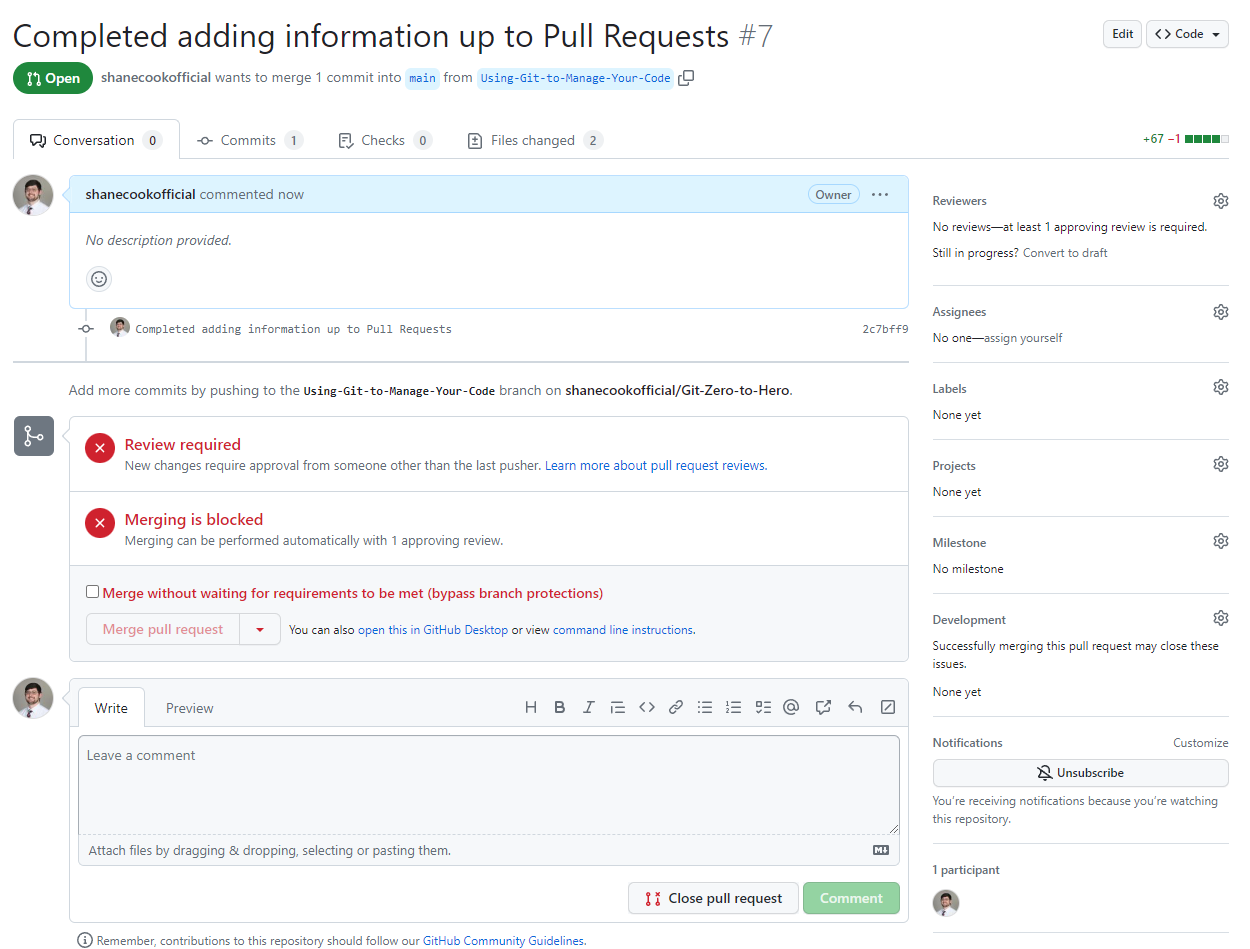 Completed adding information up to Pull Requests #7
Edit
Code
Open
shanecookofficial wants to merge 1 commit into main from Using-Git-to-Manage-Your-Code
Conversation 0
Commits 1
Checks 0
Files changed 2
+67 −1
shanecookofficial commented now
Owner
No description provided.
Completed adding information up to Pull Requests
2c7bff9
Add more commits by pushing to the Using-Git-to-Manage-Your-Code branch on shanecookofficial/Git-Zero-to-Hero.
Review required
New changes require approval from someone other than the last pusher. Learn more about pull request reviews.
Merging is blocked
Merging can be performed automatically with 1 approving review.
Merge without waiting for requirements to be met (bypass branch protections)
Merge pull request
You can also open this in GitHub Desktop or view command line instructions.
Write
Preview
Leave a comment
Attach files by dragging & dropping, selecting or pasting them.
Close pull request
Comment
Remember, contributions to this repository should follow our GitHub Community Guidelines.
Reviewers
No reviews—at least 1 approving review is required.
Still in progress? Convert to draft
Assignees
No one—assign yourself
Labels
None yet
Projects
None yet
Milestone
No milestone
Development
Successfully merging this pull request may close these
issues.
None yet
Notifications
Customize
Unsubscribe
You're receiving notifications because you're watching
this repository.
1 participant